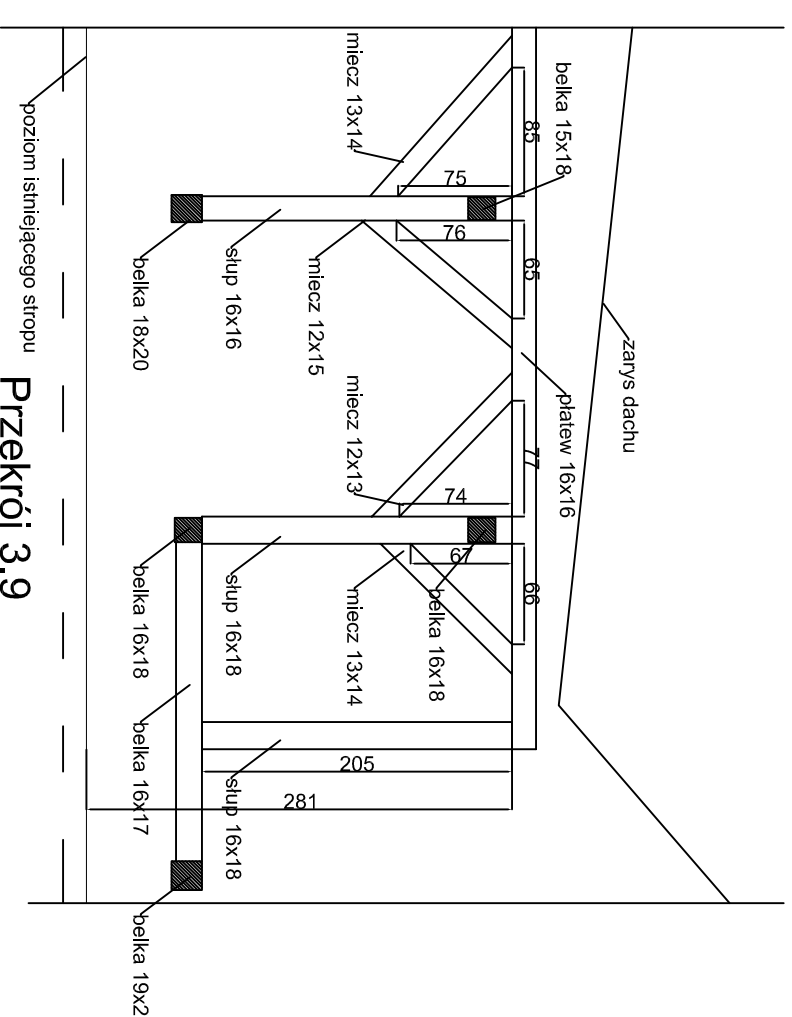 zarys dachu
belka 15x18
płatew 16x16
85
65
77
66
75
76
74
67
belka 16x18
miecz 13x14
miecz 12x13
miecz 13x14
miecz 12x15
205
281
słup 16x16
słup 16x18
słup 16x18
belka 18x20
belka 16x18
belka 16x17
belka 19x2
poziom istniejącego stropu
Przekrój 3.9